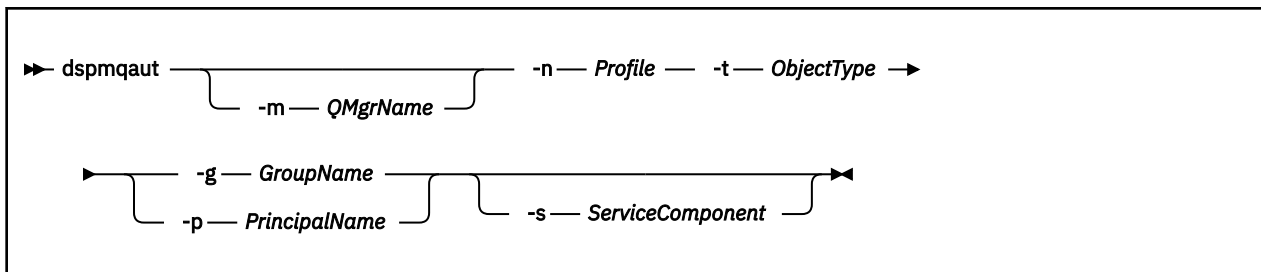 dspmqaut -n Profile -t ObjectType
-m QMgrName
-g GroupName
-p PrincipalName
-s ServiceComponent